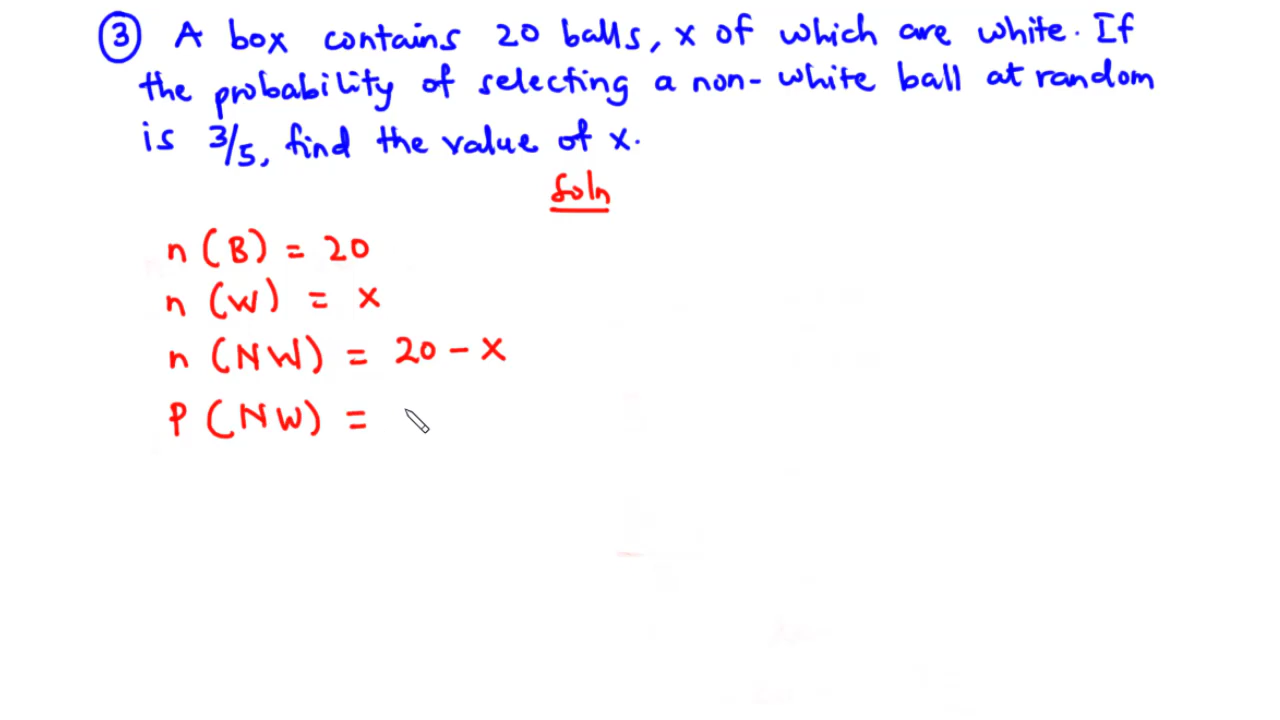 ③ A box contains 20 balls, x of which are white. If
the probability of selecting a non-white ball at random
is 3/5, find the value of x.
Soln
n (B) = 20
n (W) = x
n (NW) = 20 - x
P (NW) =